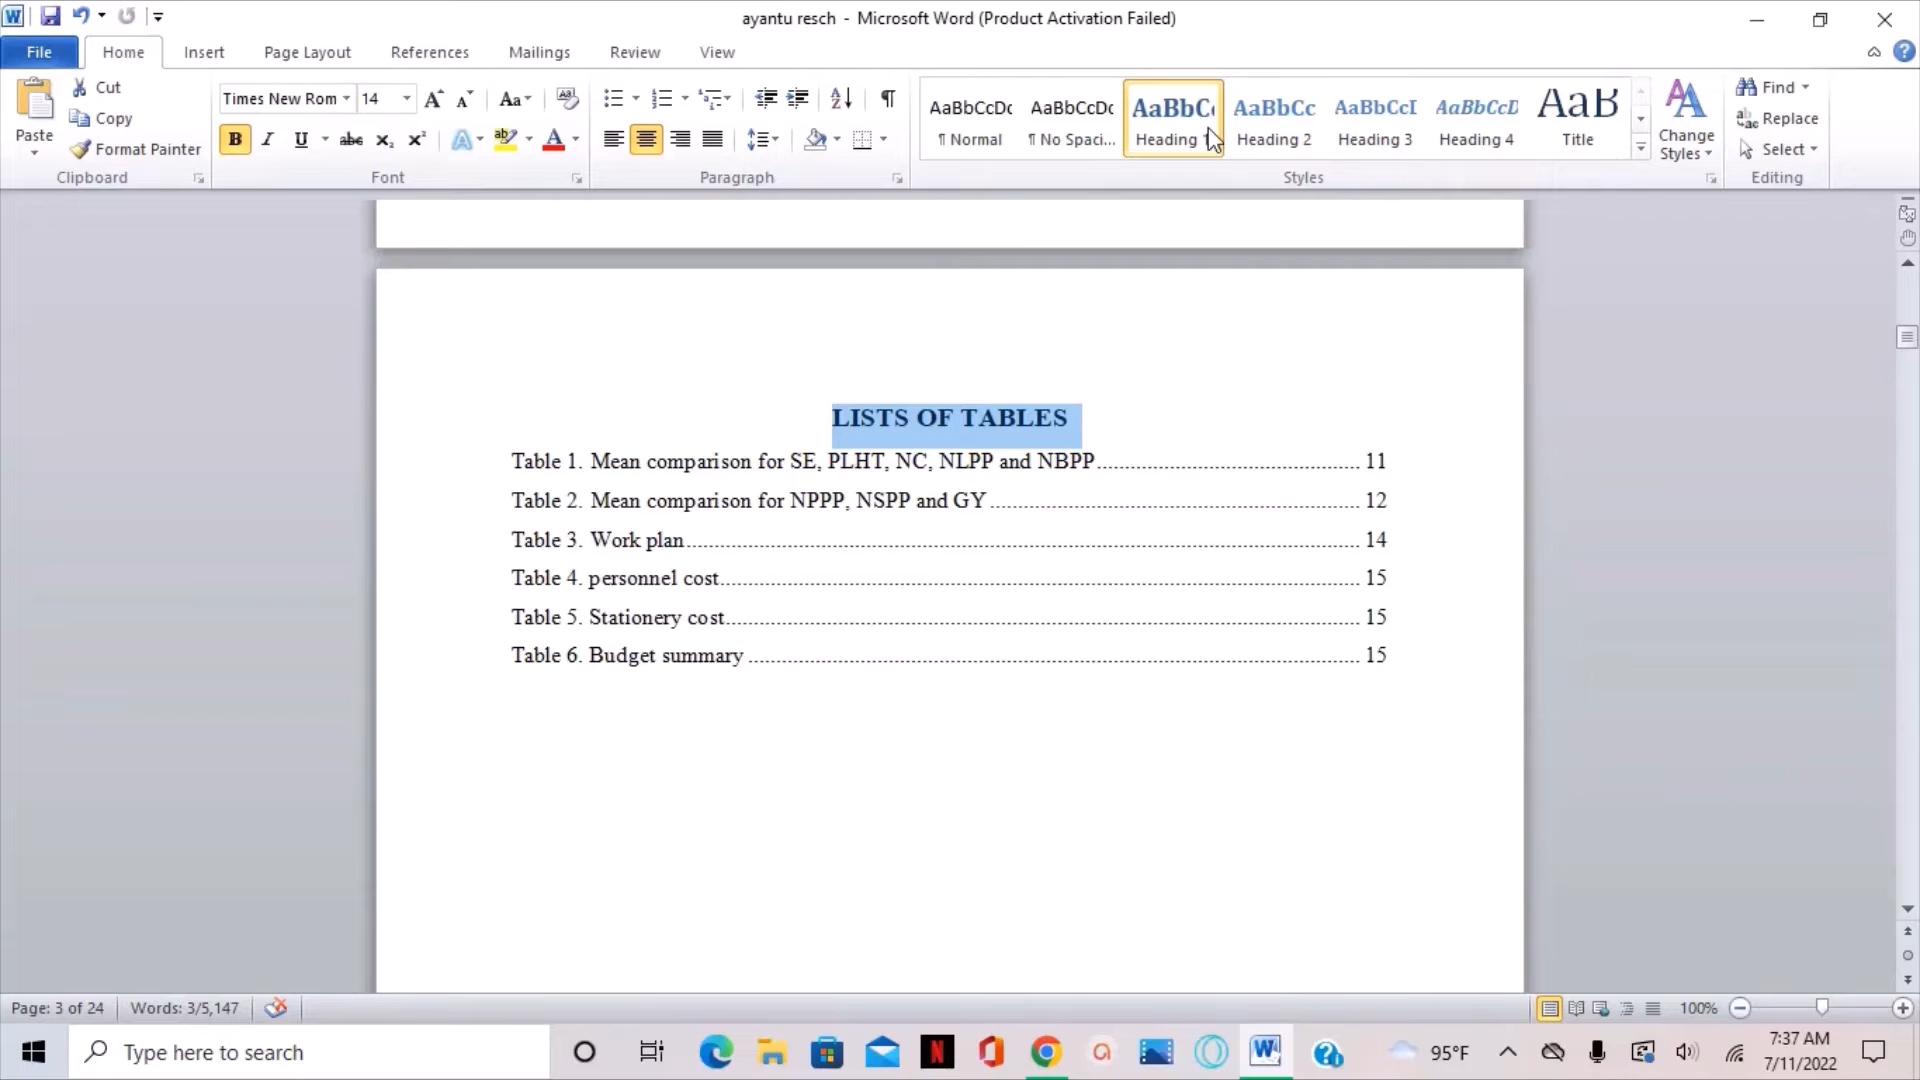 ayantu resch - Microsoft Word (Product Activation Failed)
File Home Insert Page Layout References Mailings Review View
Paste
Cut
Copy
Format Painter
Clipboard
Times New Rom 14
Font
Paragraph
AaBbCcDc AaBbCcDc AaBbC AaBbCc AaBbCcI AaBbCcD AaB
¶ Normal ¶ No Spaci... Heading 1 Heading 2 Heading 3 Heading 4 Title
Change
Styles
Styles
Find
Replace
Select
Editing
LISTS OF TABLES
Table 1. Mean comparison for SE, PLHT, NC, NLPP and NBPP 11
Table 2. Mean comparison for NPPP, NSPP and GY 12
Table 3. Work plan 14
Table 4. personnel cost 15
Table 5. Stationery cost 15
Table 6. Budget summary 15
Page: 3 of 24 Words: 3/5,147 100%
Type here to search
95°F
7:37 AM
7/11/2022